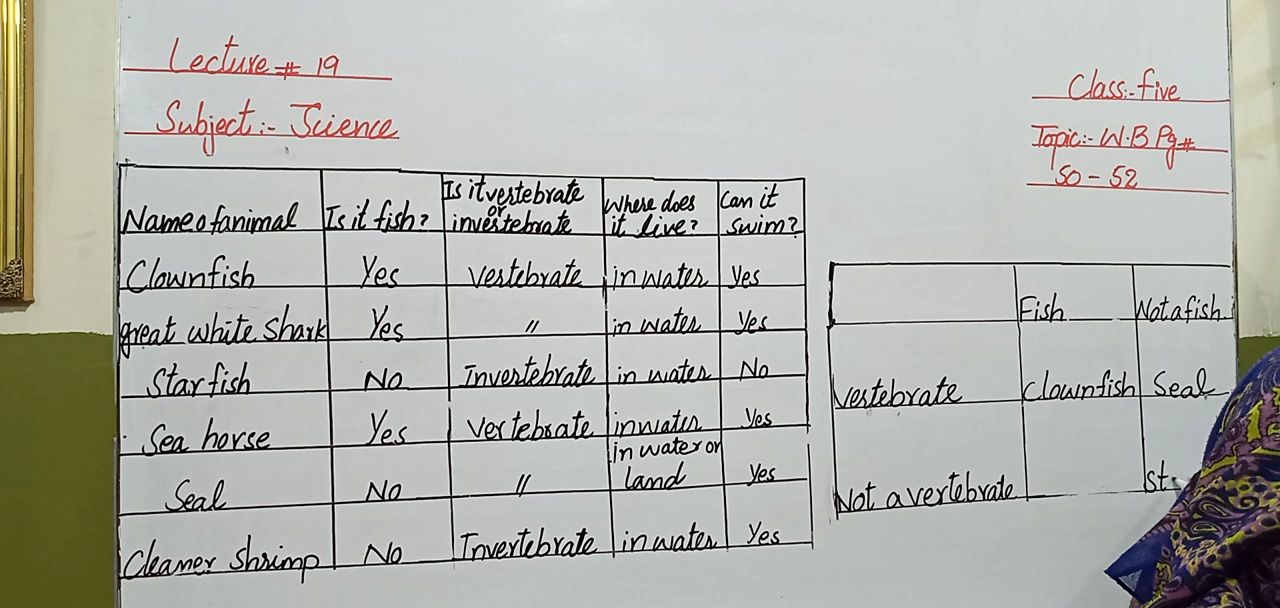 Lecture # 19
Subject:- Science
Class:- five
Topic:- W.B Pg#
50 - 52
Name of animal Is it fish? Is it vertebrate or invertebrate Where does it live? Can it swim?
Clownfish Yes Vertebrate in water Yes
great white Shark Yes " in water Yes
Star fish No Invertebrate in water No
Sea horse Yes Vertebrate in water Yes
Seal No " in water or land Yes
Cleaner Shrimp No Invertebrate in water Yes
Fish Not a fish
Vertebrate Clownfish Seal
Not a vertebrate